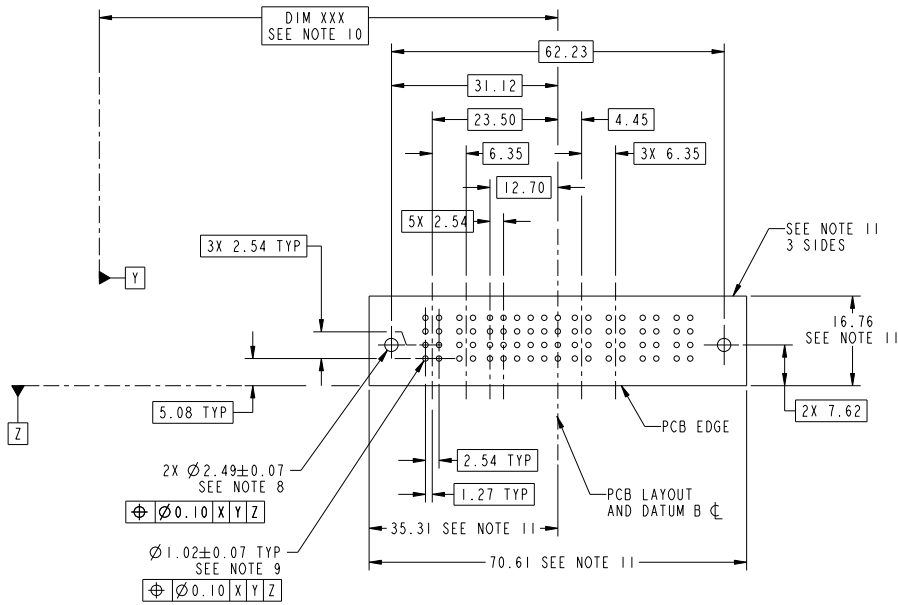 DIM XXX
SEE NOTE 10
62.23
31.12
23.50
4.45
6.35
3X 6.35
12.70
5X 2.54
3X 2.54 TYP
SEE NOTE 11
3 SIDES
Y
16.76
SEE NOTE 11
5.08 TYP
2X 7.62
Z
PCB EDGE
2X Ø2.49±0.07
SEE NOTE 8
2.54 TYP
⌖ Ø0.10 X Y Z
1.27 TYP
PCB LAYOUT
AND DATUM B ℄
35.31 SEE NOTE 11
Ø1.02±0.07 TYP
SEE NOTE 9
70.61 SEE NOTE 11
⌖ Ø0.10 X Y Z